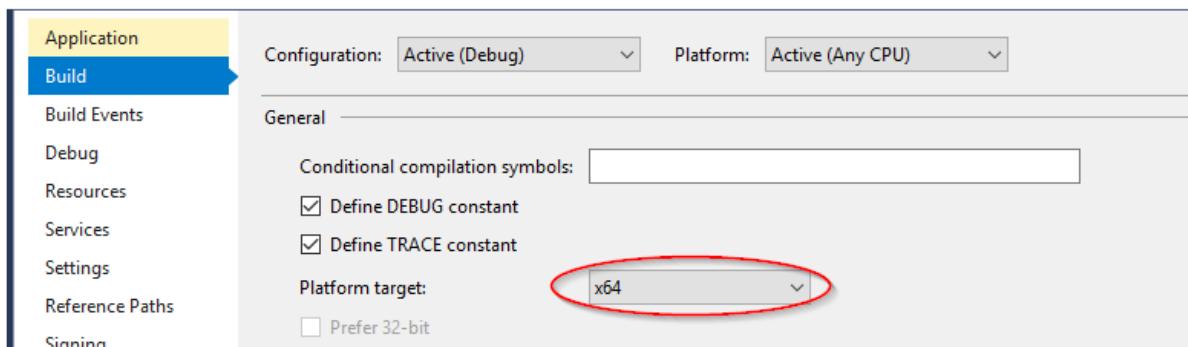 Application
Build
Build Events
Debug
Resources
Services
Settings
Reference Paths
Signing
Configuration: Active (Debug) Platform: Active (Any CPU)
General
Conditional compilation symbols:
Define DEBUG constant
Define TRACE constant
Platform target: x64
Prefer 32-bit